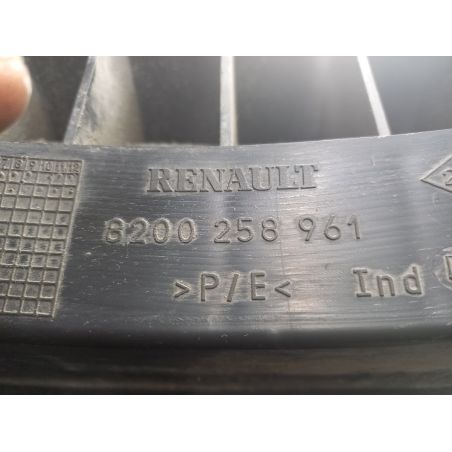 RENAULT
8200 258 961
>P/E< Ind